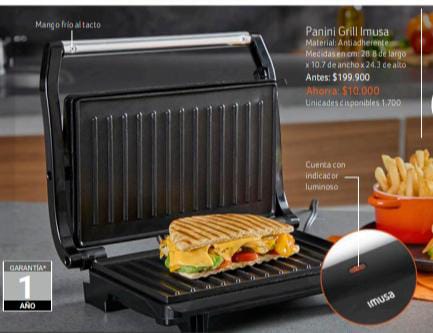 Mango frío al tacto
Panini Grill Imusa
Material: Antiadherente
Medidas en cm: 28.8 de largo
x 10.7 de ancho x 24.3 de alto
Antes: $199.900
Ahorra: $10.000
Unidades disponibles 1.700
Cuenta con
indicador
luminoso
imusa
GARANTÍA*
1
AÑO